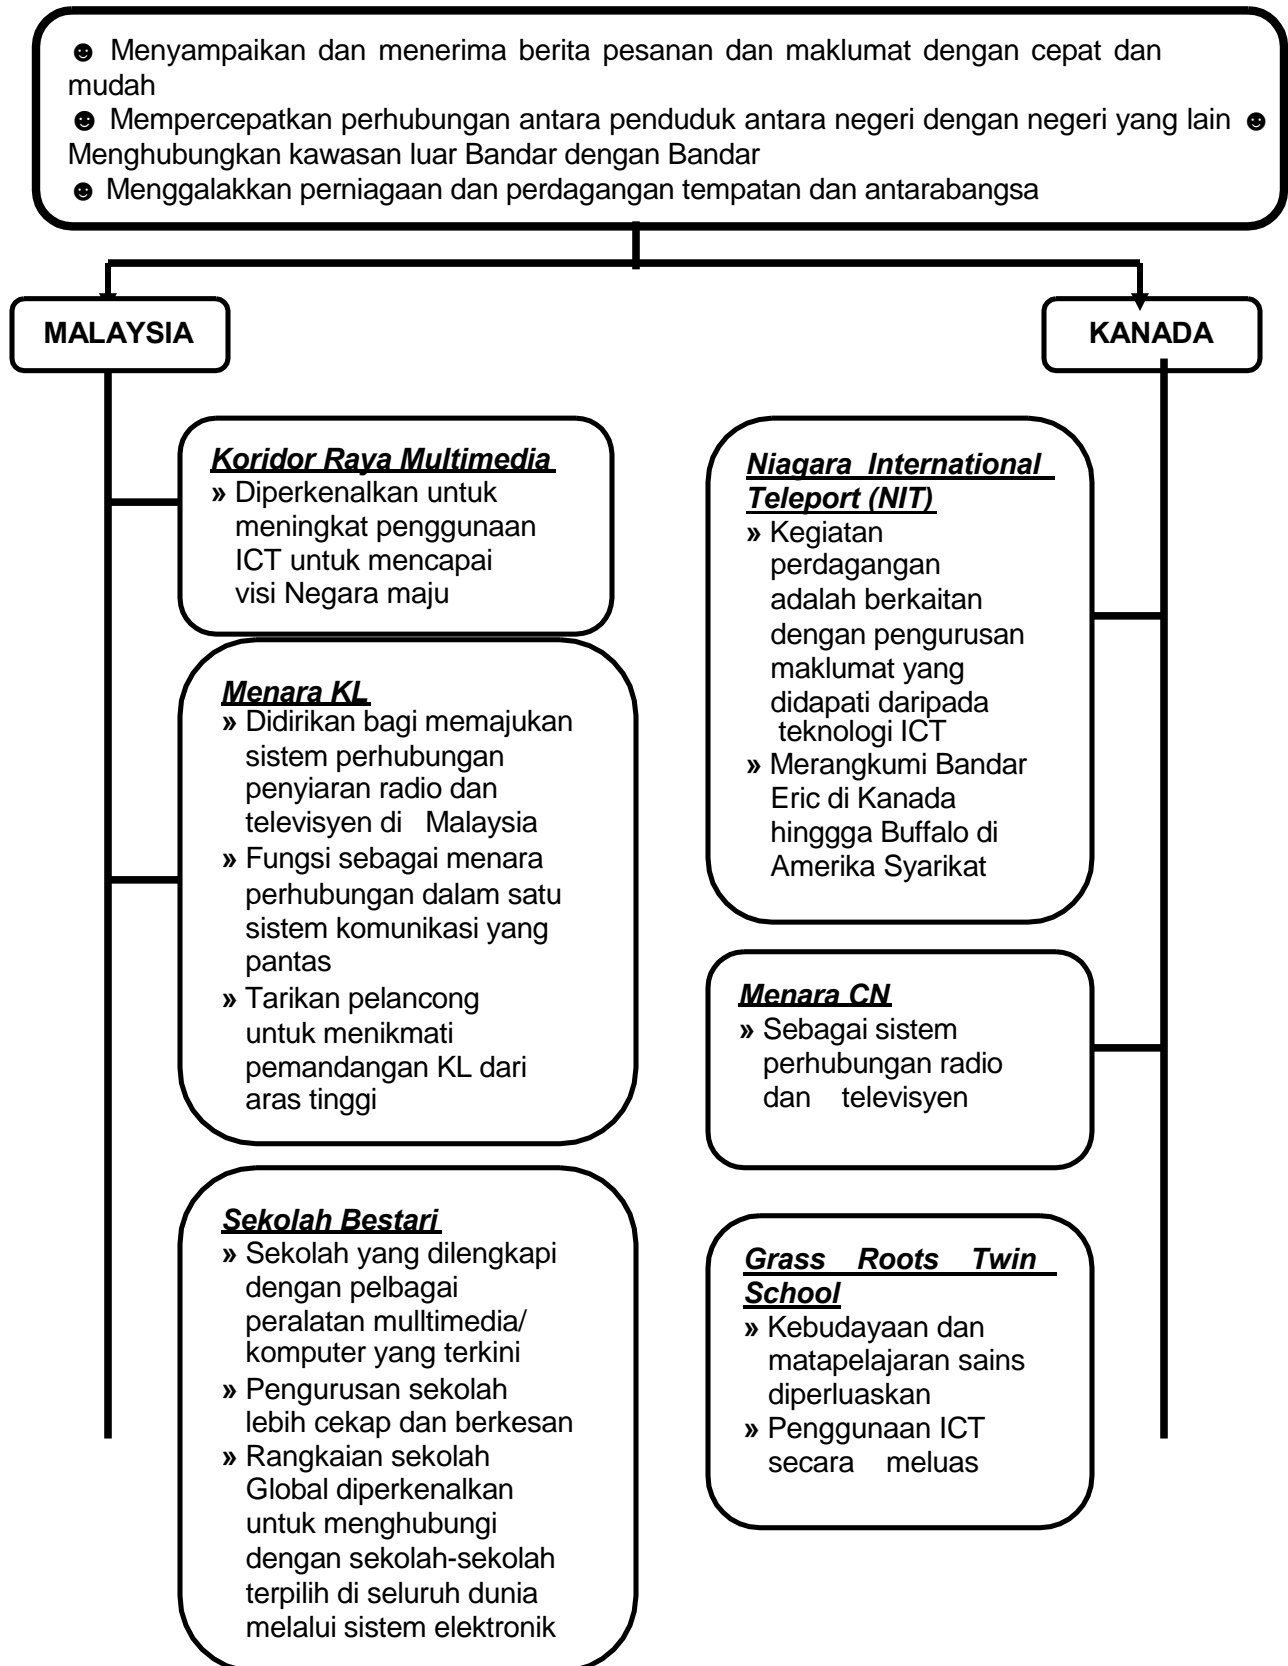 ☻ Menyampaikan dan menerima berita pesanan dan maklumat dengan cepat dan
mudah
☻ Mempercepatkan perhubungan antara penduduk antara negeri dengan negeri yang lain ☻
Menghubungkan kawasan luar Bandar dengan Bandar
☻ Menggalakkan perniagaan dan perdagangan tempatan dan antarabangsa
MALAYSIA
Koridor Raya Multimedia
» Diperkenalkan untuk
meningkat penggunaan
ICT untuk mencapai
visi Negara maju
Menara KL
» Didirikan bagi memajukan
sistem perhubungan
penyiaran radio dan
televisyen di Malaysia
» Fungsi sebagai menara
perhubungan dalam satu
sistem komunikasi yang
pantas
» Tarikan pelancong
untuk menikmati
pemandangan KL dari
aras tinggi
Sekolah Bestari
» Sekolah yang dilengkapi
dengan pelbagai
peralatan mulltimedia/
komputer yang terkini
» Pengurusan sekolah
lebih cekap dan berkesan
» Rangkaian sekolah
Global diperkenalkan
untuk menghubungi
dengan sekolah-sekolah
terpilih di seluruh dunia
melalui sistem elektronik
KANADA
Niagara International
Teleport (NIT)
» Kegiatan
perdagangan
adalah berkaitan
dengan pengurusan
maklumat yang
didapati daripada
teknologi ICT
» Merangkumi Bandar
Eric di Kanada
hinggga Buffalo di
Amerika Syarikat
Menara CN
» Sebagai sistem
perhubungan radio
dan televisyen
Grass Roots Twin
School
» Kebudayaan dan
matapelajaran sains
diperluaskan
» Penggunaan ICT
secara meluas